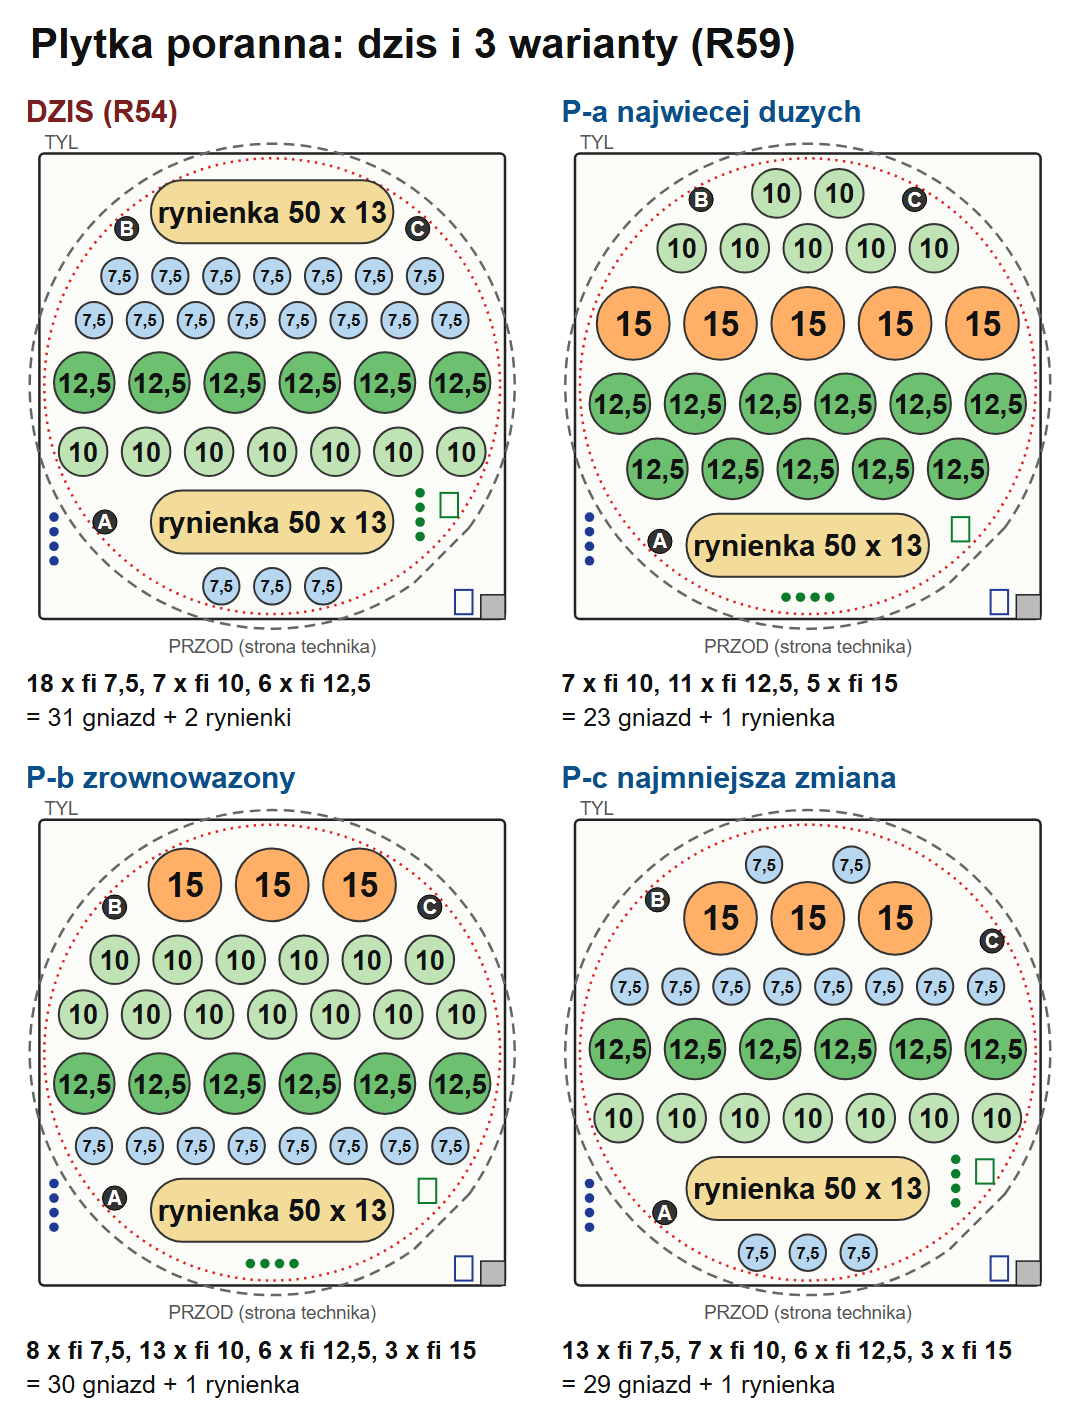 Plytka poranna: dzis i 3 warianty (R59)
DZIS (R54)
TYL
rynienka 50 x 13
B
C
7,5 7,5 7,5 7,5 7,5 7,5 7,5
7,5 7,5 7,5 7,5 7,5 7,5 7,5 7,5
12,5 12,5 12,5 12,5 12,5 12,5
10 10 10 10 10 10 10
A
rynienka 50 x 13
7,5 7,5 7,5
PRZOD (strona technika)
18 x fi 7,5, 7 x fi 10, 6 x fi 12,5
= 31 gniazd + 2 rynienki
P-a najwiecej duzych
TYL
B
10 10
C
10 10 10 10 10
15 15 15 15 15
12,5 12,5 12,5 12,5 12,5 12,5
12,5 12,5 12,5 12,5 12,5
A
rynienka 50 x 13
PRZOD (strona technika)
7 x fi 10, 11 x fi 12,5, 5 x fi 15
= 23 gniazd + 1 rynienka
P-b zrownowazony
TYL
15 15 15
B
C
10 10 10 10 10 10
10 10 10 10 10 10 10
12,5 12,5 12,5 12,5 12,5 12,5
7,5 7,5 7,5 7,5 7,5 7,5 7,5 7,5
A
rynienka 50 x 13
PRZOD (strona technika)
8 x fi 7,5, 13 x fi 10, 6 x fi 12,5, 3 x fi 15
= 30 gniazd + 1 rynienka
P-c najmniejsza zmiana
TYL
7,5 7,5
B
15 15 15
C
7,5 7,5 7,5 7,5 7,5 7,5 7,5 7,5
12,5 12,5 12,5 12,5 12,5 12,5
10 10 10 10 10 10 10
rynienka 50 x 13
A
7,5 7,5 7,5
PRZOD (strona technika)
13 x fi 7,5, 7 x fi 10, 6 x fi 12,5, 3 x fi 15
= 29 gniazd + 1 rynienka